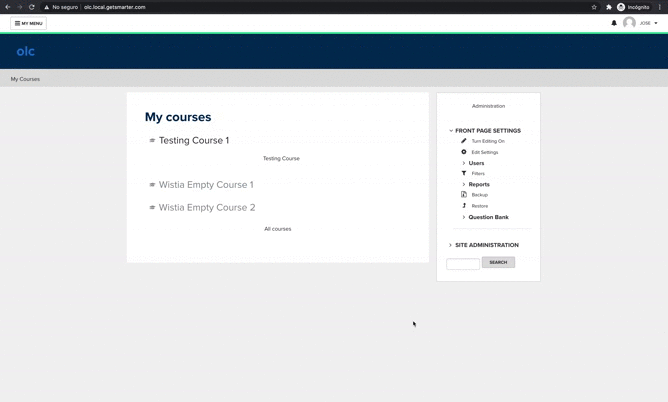 No seguro
olc.local.getsmarter.com
Incógnito
MY MENU
JOSE
olc
My Courses
My courses
Testing Course 1
Testing Course
Wistia Empty Course 1
Wistia Empty Course 2
All courses
Administration
FRONT PAGE SETTINGS
Turn Editing On
Edit Settings
Users
Filters
Reports
Backup
Restore
Question Bank
SITE ADMINISTRATION
SEARCH